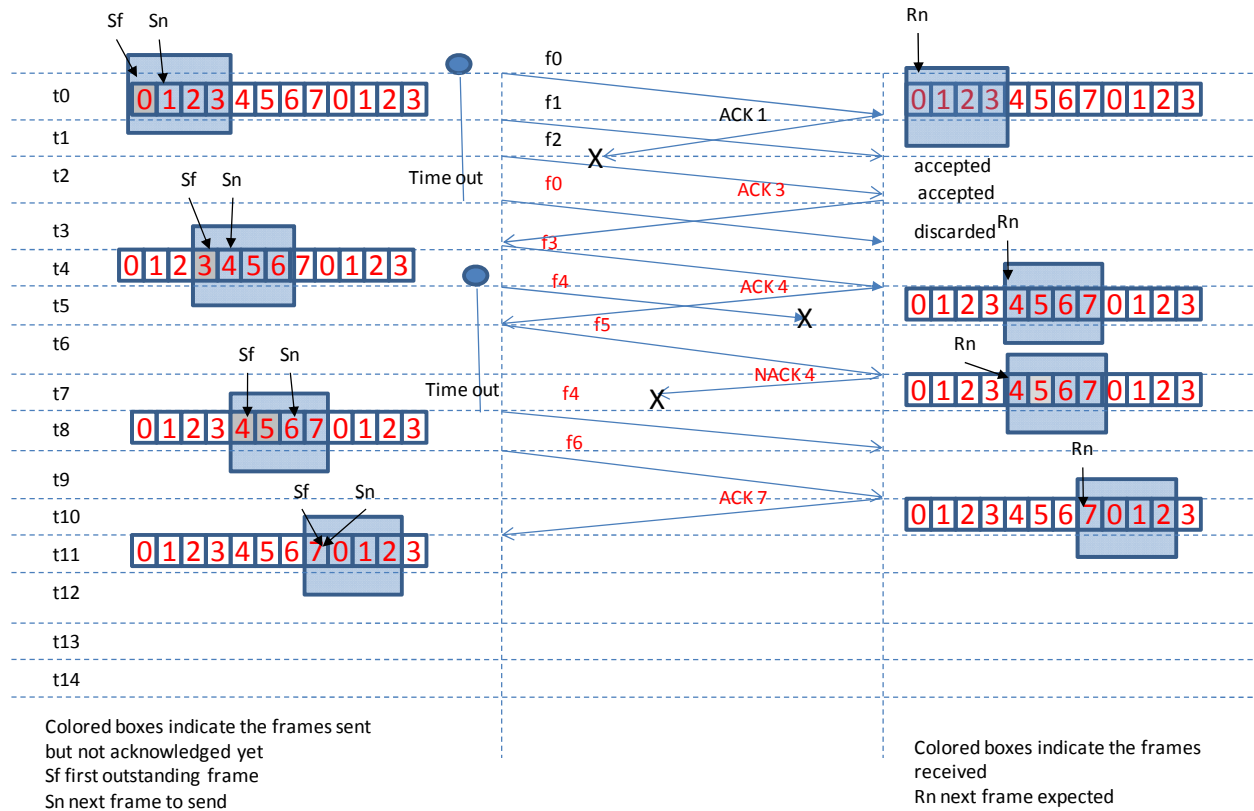 Sf Sn
Rn
f0
t0
0 1 2 3 4 5 6 7 0 1 2 3
f1
ACK 1
0 1 2 3 4 5 6 7 0 1 2 3
t1
f2
X
accepted
t2
Sf Sn
Time out
f0
ACK 3
accepted
t3
f3
discarded
Rn
t4
0 1 2 3 4 5 6 7 0 1 2 3
f4
ACK 4
t5
X
0 1 2 3 4 5 6 7 0 1 2 3
f5
t6
Sf Sn
Rn
NACK 4
t7
Time out
f4
X
0 1 2 3 4 5 6 7 0 1 2 3
t8
0 1 2 3 4 5 6 7 0 1 2 3
f6
Rn
t9
Sf Sn
ACK 7
0 1 2 3 4 5 6 7 0 1 2 3
t10
t11
0 1 2 3 4 5 6 7 0 1 2 3
t12
t13
t14
Colored boxes indicate the frames sent
but not acknowledged yet
Sf first outstanding frame
Sn next frame to send
Colored boxes indicate the frames
received
Rn next frame expected